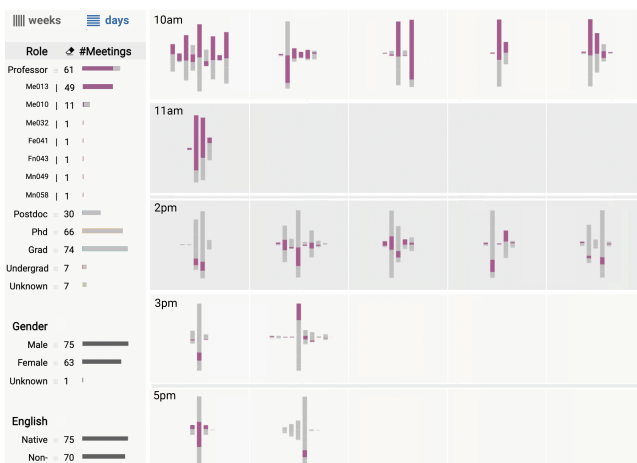 weeks days
Role #Meetings
Professor 61
Me013 | 49
Me010 | 11
Me032 | 1
Fe041 | 1
Fn043 | 1
Mn049 | 1
Mn058 | 1
Postdoc 30
Phd 66
Grad 74
Undergrad 7
Unknown 7
Gender
Male 75
Female 63
Unknown 1
English
Native 75
Non- 70
10am
11am
2pm
3pm
5pm